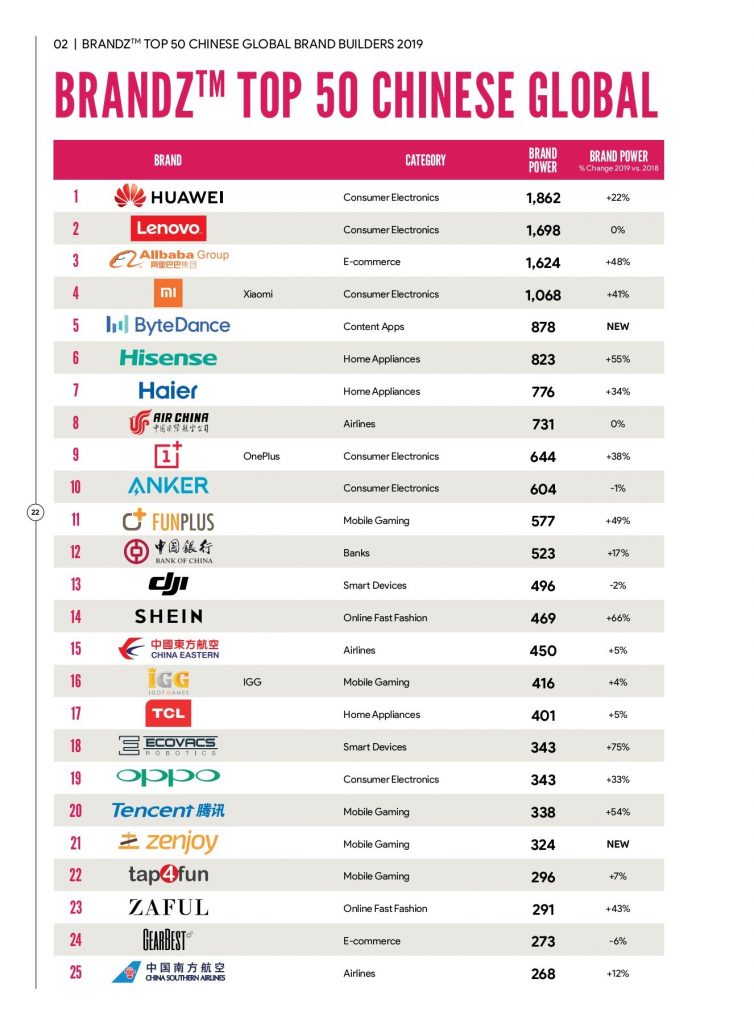 02 | BRANDZ™ TOP 50 CHINESE GLOBAL BRAND BUILDERS 2019
BRANDZ™ TOP 50 CHINESE GLOBAL
BRAND CATEGORY BRAND POWER BRAND POWER % Change 2019 vs. 2018
1 HUAWEI Consumer Electronics 1,862 +22%
2 Lenovo Consumer Electronics 1,698 0%
3 Alibaba Group 阿里巴巴集团 E-commerce 1,624 +48%
4 mi Xiaomi Consumer Electronics 1,068 +41%
5 ByteDance Content Apps 878 NEW
6 Hisense Home Appliances 823 +55%
7 Haier Home Appliances 776 +34%
8 AIR CHINA 中国国际航空公司 Airlines 731 0%
9 1+ OnePlus Consumer Electronics 644 +38%
10 ANKER Consumer Electronics 604 -1%
11 FUNPLUS Mobile Gaming 577 +49%
12 中国银行 BANK OF CHINA Banks 523 +17%
13 dji Smart Devices 496 -2%
14 SHEIN Online Fast Fashion 469 +66%
15 中國東方航空 CHINA EASTERN Airlines 450 +5%
16 IGG IGOTGAMES IGG Mobile Gaming 416 +4%
17 TCL Home Appliances 401 +5%
18 ECOVACS ROBOTICS Smart Devices 343 +75%
19 oppo Consumer Electronics 343 +33%
20 Tencent 腾讯 Mobile Gaming 338 +54%
21 zenjoy Mobile Gaming 324 NEW
22 tap4fun Mobile Gaming 296 +7%
23 ZAFUL Online Fast Fashion 291 +43%
24 GEARBEST E-commerce 273 -6%
25 中国南方航空 CHINA SOUTHERN AIRLINES Airlines 268 +12%
22